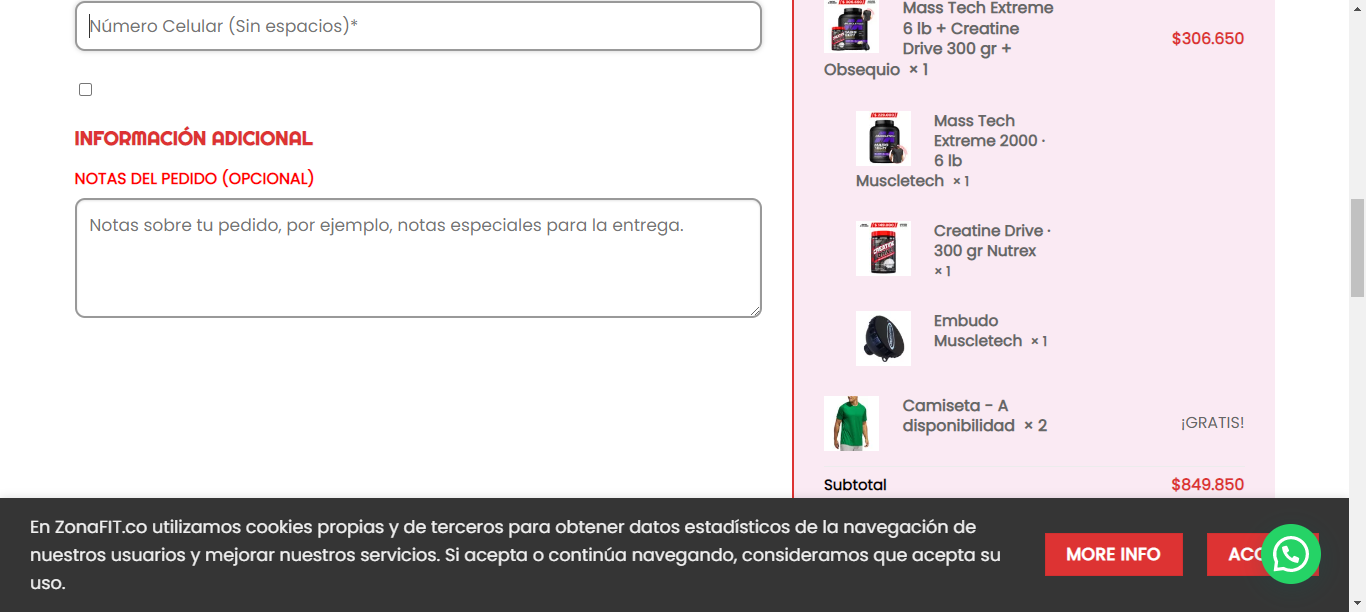 Número Celular (Sin espacios)*
INFORMACIÓN ADICIONAL
NOTAS DEL PEDIDO (OPCIONAL)
Notas sobre tu pedido, por ejemplo, notas especiales para la entrega.
Mass Tech Extreme
6 lb + Creatine
Drive 300 gr +
Obsequio × 1
$306.650
Mass Tech
Extreme 2000 ·
6 lb
Muscletech × 1
Creatine Drive ·
300 gr Nutrex
× 1
Embudo
Muscletech × 1
Camiseta - A
disponibilidad × 2
¡GRATIS!
Subtotal
$849.850
En ZonaFIT.co utilizamos cookies propias y de terceros para obtener datos estadísticos de la navegación de
nuestros usuarios y mejorar nuestros servicios. Si acepta o continúa navegando, consideramos que acepta su
uso.
MORE INFO